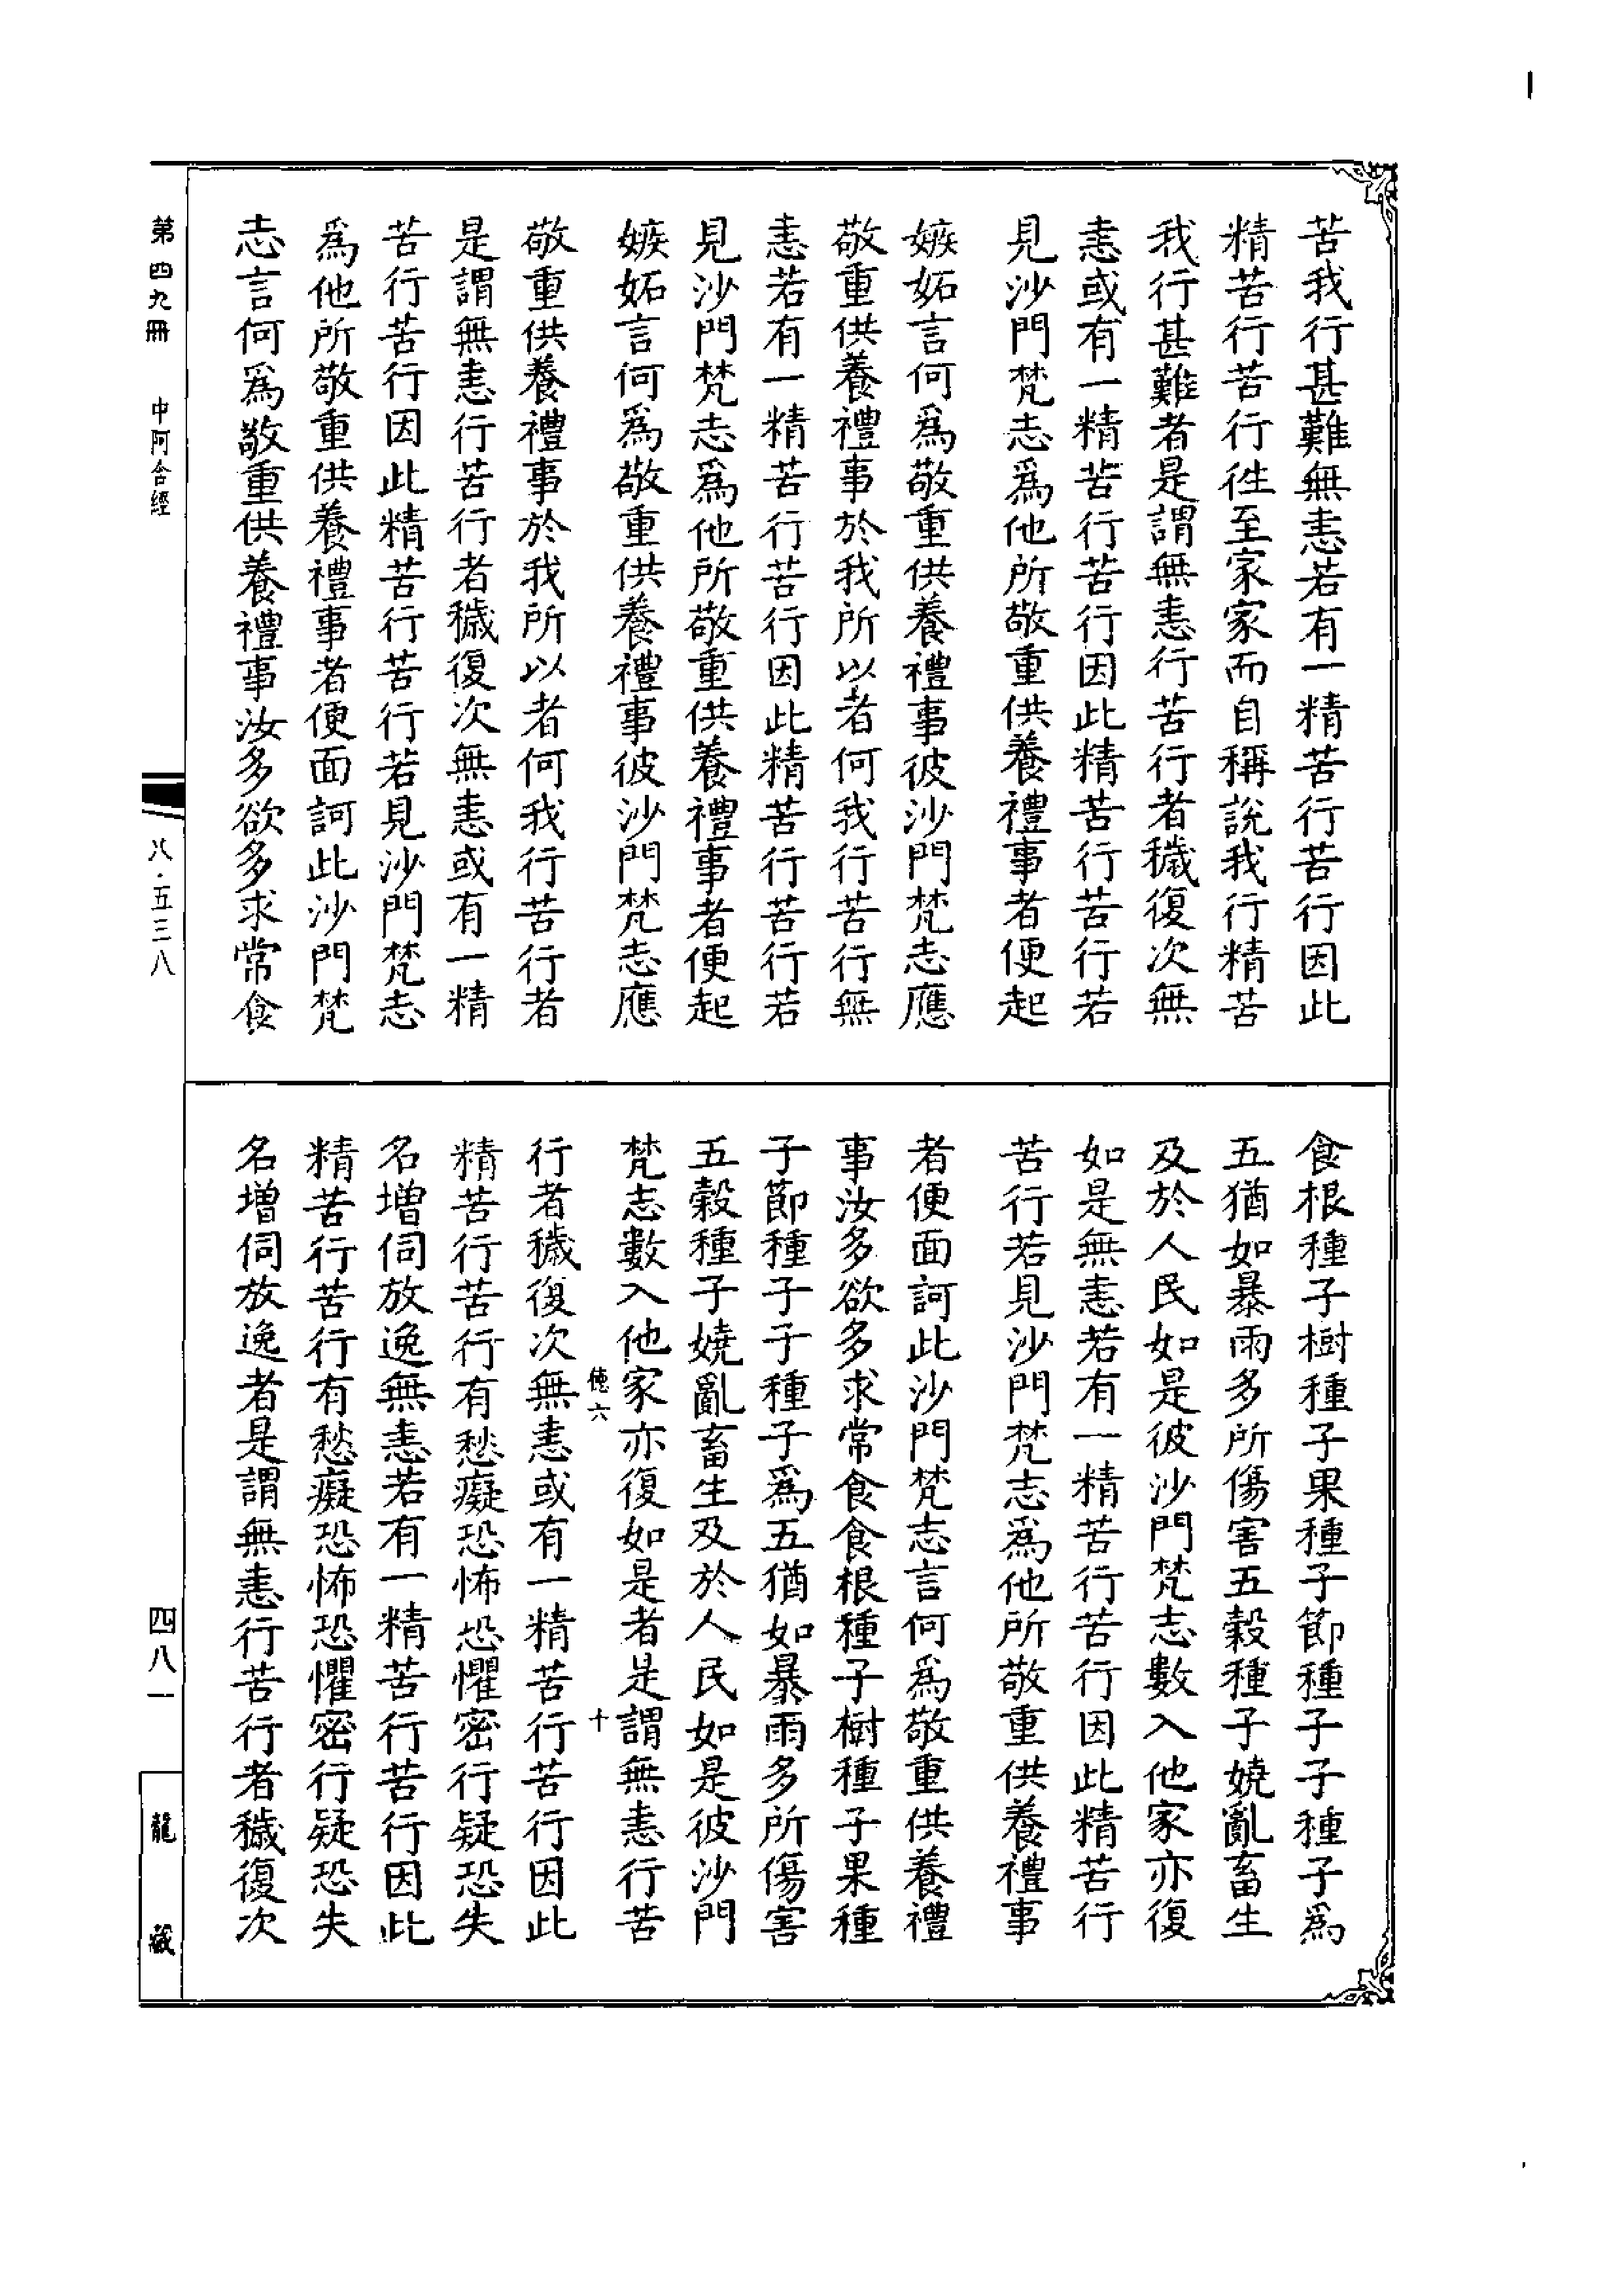 苦我行甚難無恚若有一精苦行苦行因此
精苦行苦行徃至家家而自稱說我行精苦
我行甚難者是謂無恚行苦行者穢復次無
恚或有一精苦行苦行因此精苦行苦行若
見沙門梵志爲他所敬重供養禮事者便起
嫉妬言何爲敬重供養禮事彼沙門梵志應
敬重供養禮事於我所以者何我行苦行無
恚若有一精苦行苦行因此精苦行苦行若
見沙門梵志爲他所敬重供養禮事者便起
嫉妬言何爲敬重供養禮事彼沙門梵志應
敬重供養禮事於我所以者何我行苦行者
是謂無恚行苦行者穢復次無恚或有一精
苦行苦行因此精苦行苦行若見沙門梵志
爲他所敬重供養禮事者便面訶此沙門梵
志言何爲敬重供養禮事汝多欲多求常食
食根種子樹種子果種子節種子子種子爲
五猶如暴雨多所傷害五穀種子嬈亂畜生
及於人民如是彼沙門梵志數入他家亦復
如是無恚若有一精苦行苦行因此精苦行
苦行若見沙門梵志爲他所敬重供養禮事
者便面訶此沙門梵志言何爲敬重供養禮
事汝多欲多求常食食根種子樹種子果種
子節種子子種子爲五猶如暴雨多所傷害
五穀種子嬈亂畜生及於人民如是彼沙門
梵志數入他家亦復如是者是謂無恚行苦
德六 十
行者穢復次無恚或有一精苦行苦行因此
精苦行苦行有愁癡恐怖恐懼密行疑恐失
名增伺放逸無恚若有一精苦行苦行因此
精苦行苦行有愁癡恐怖恐懼密行疑恐失
名增伺放逸者是謂無恚行苦行者穢復次
第四九冊 中阿含經
八·五三八
四八一
龍藏